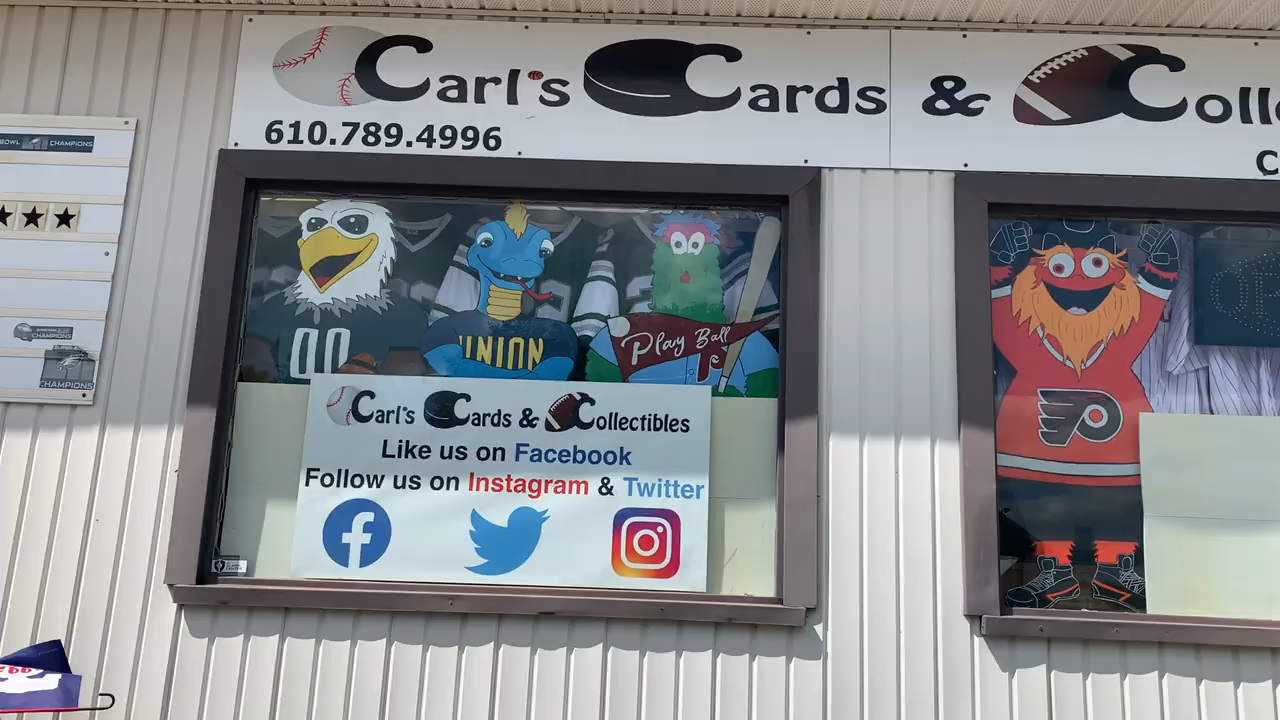 Carl's Cards &
610.789.4996
BOWL CHAMPIONS
CHAMPIONS
CHAMPIONS
00
UNION
Play Ball
Carl's Cards & Collectibles
Like us on Facebook
Follow us on Instagram & Twitter
f
P